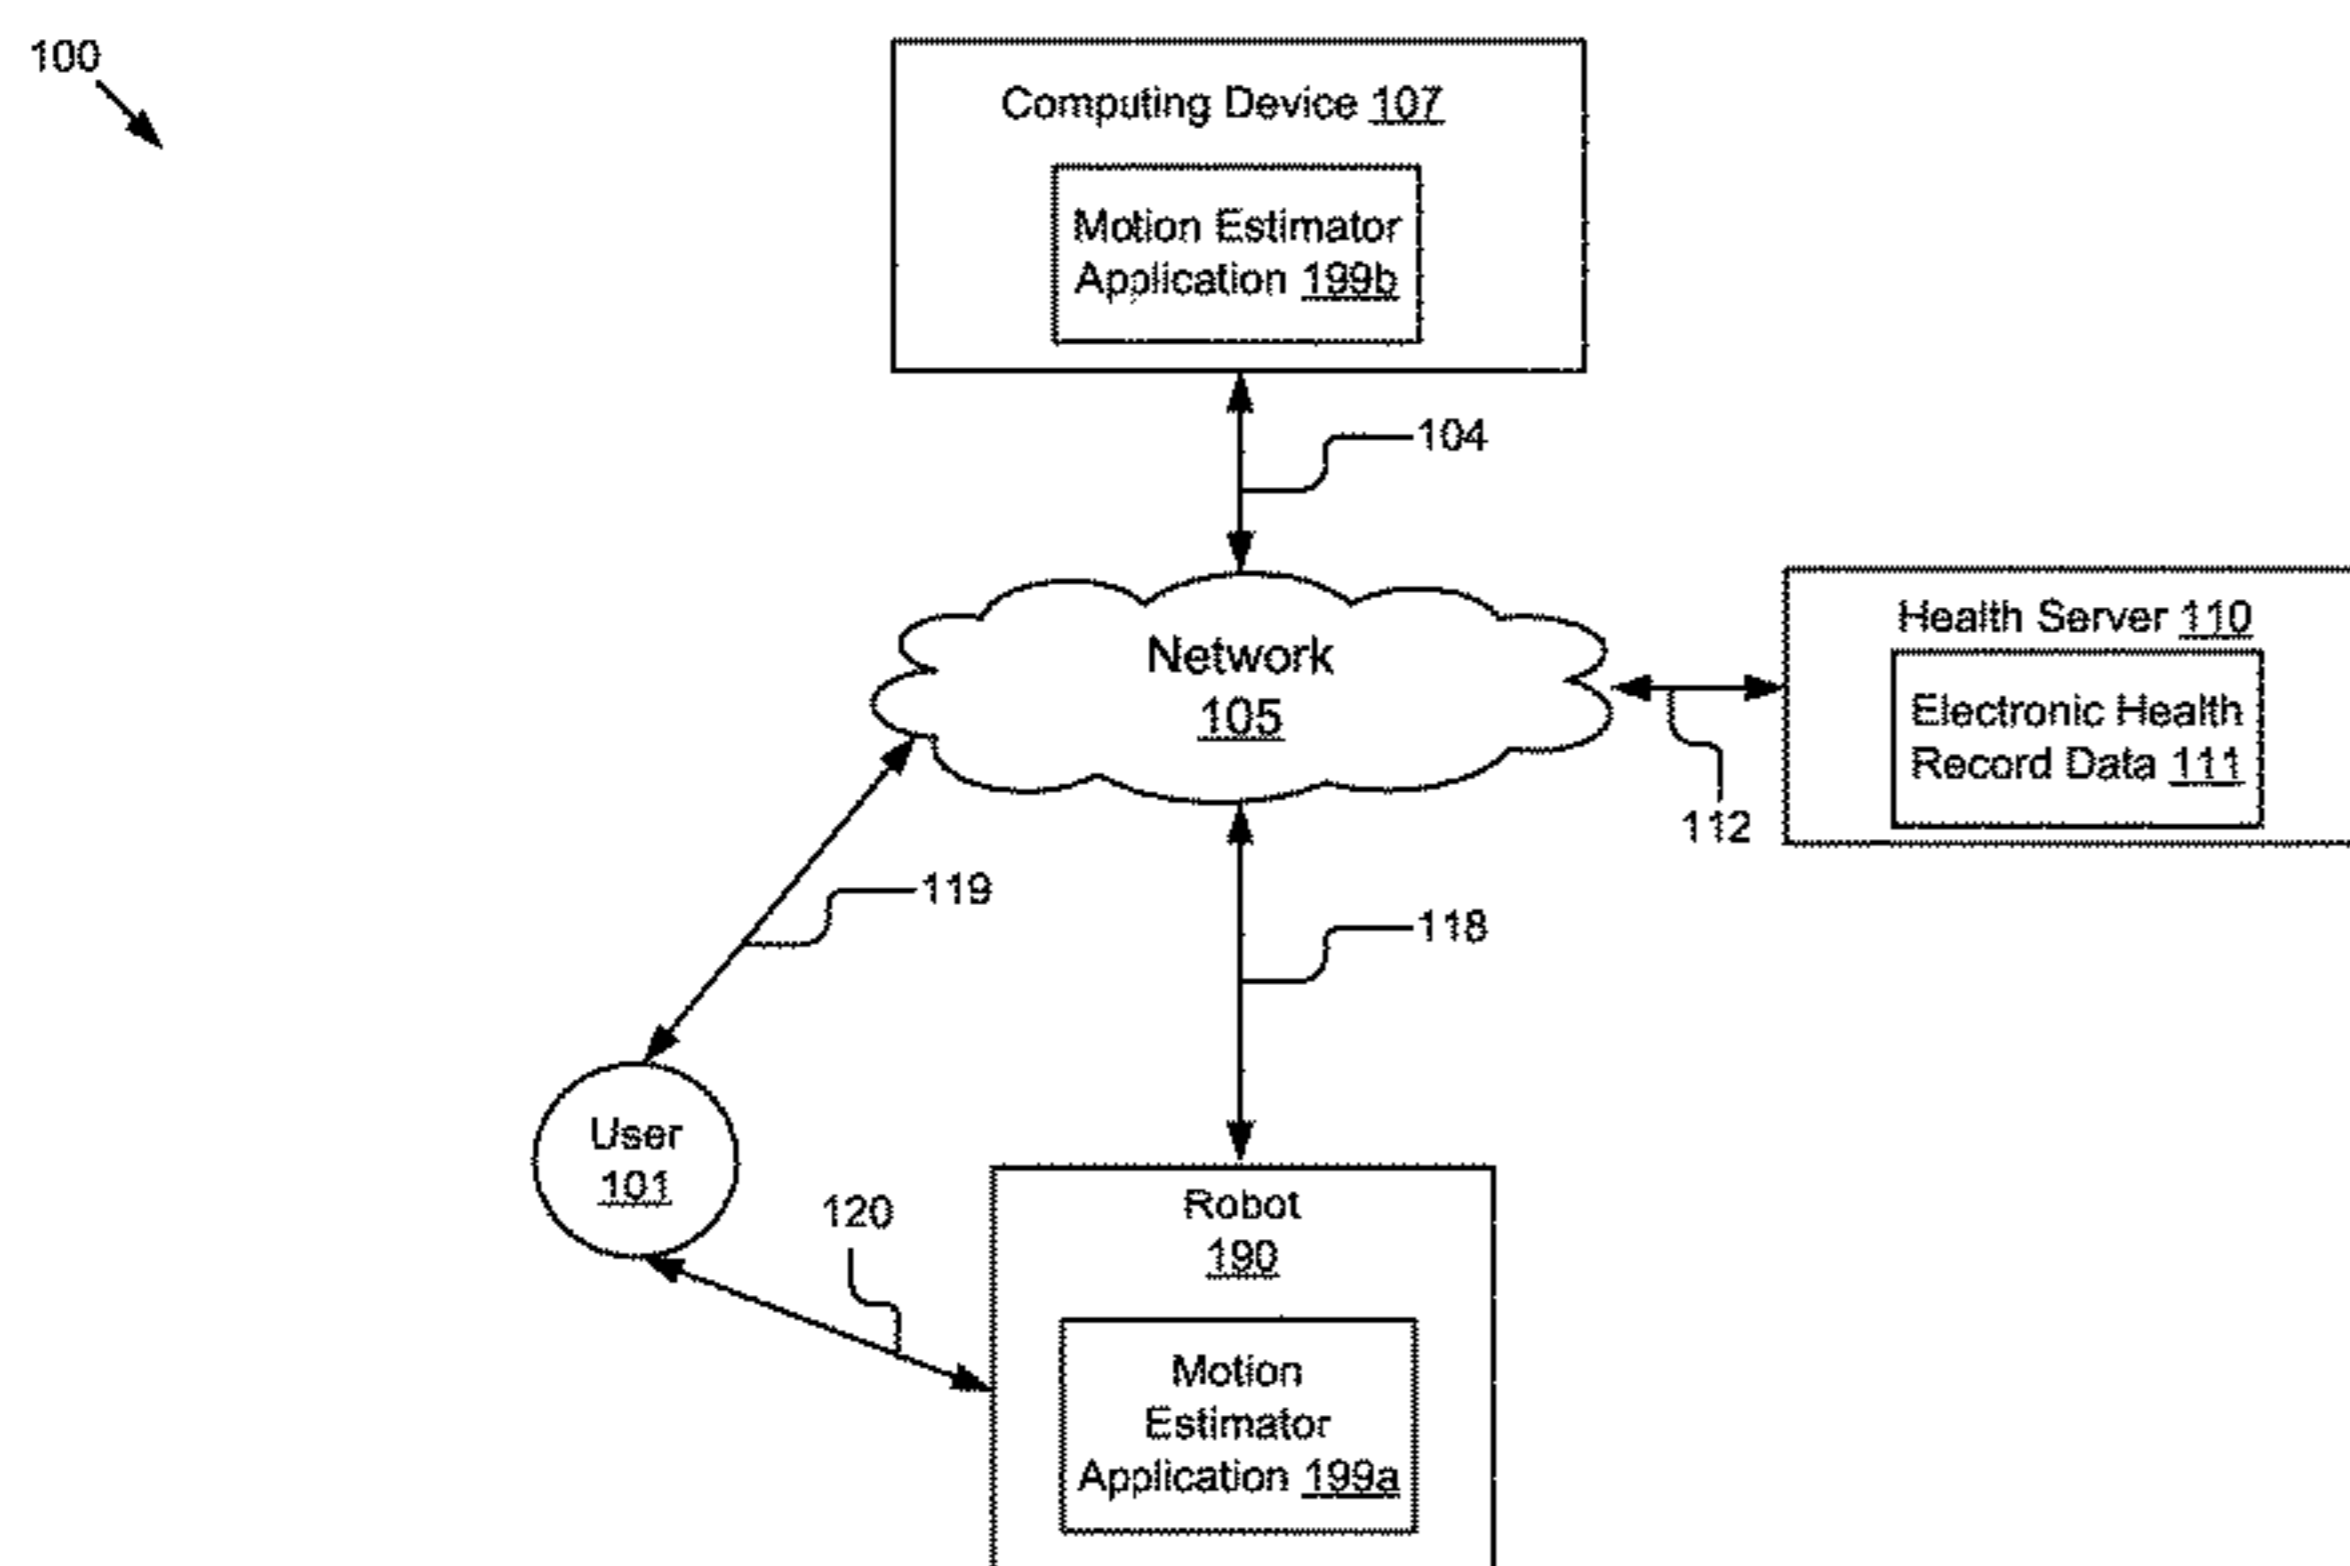 100
Computing Device 107
Motion Estimator
Application 199b
104
Network
105
Health Server 110
Electronic Health
Record Data 111
112
119
118
User
101
120
Robot
190
Motion
Estimator
Application 199a